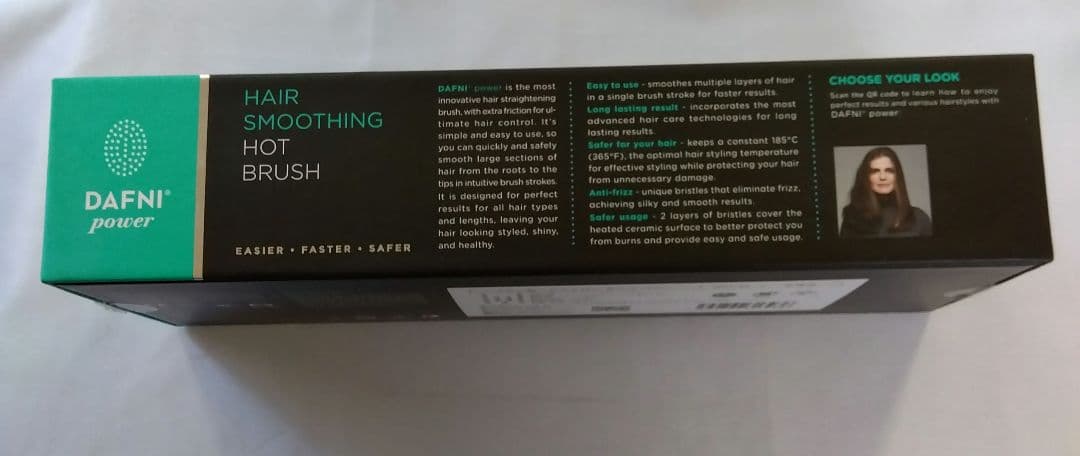 DAFNI®
power
HAIR
SMOOTHING
HOT
BRUSH
EASIER • FASTER • SAFER
DAFNI® power is the most
innovative hair straightening
brush, with extra friction for ul-
timate hair control. It's
simple and easy to use, so
you can quickly and safely
smooth large sections of
hair from the roots to the
tips in intuitive brush strokes.
It is designed for perfect
results for all hair types
and lengths, leaving your
hair looking styled, shiny,
and healthy.
Easy to use - smoothes multiple layers of hair
in a single brush stroke for faster results.
Long lasting result - incorporates the most
advanced hair care technologies for long
lasting results.
Safer for your hair - keeps a constant 185°C
(365°F), the optimal hair styling temperature
for effective styling while protecting your hair
from unnecessary damage.
Anti-frizz - unique bristles that eliminate frizz,
achieving silky and smooth results.
Safer usage - 2 layers of bristles cover the
heated ceramic surface to better protect you
from burns and provide easy and safe usage.
CHOOSE YOUR LOOK
Scan the QR code to learn how to enjoy
perfect results and various hairstyles with
DAFNI® power